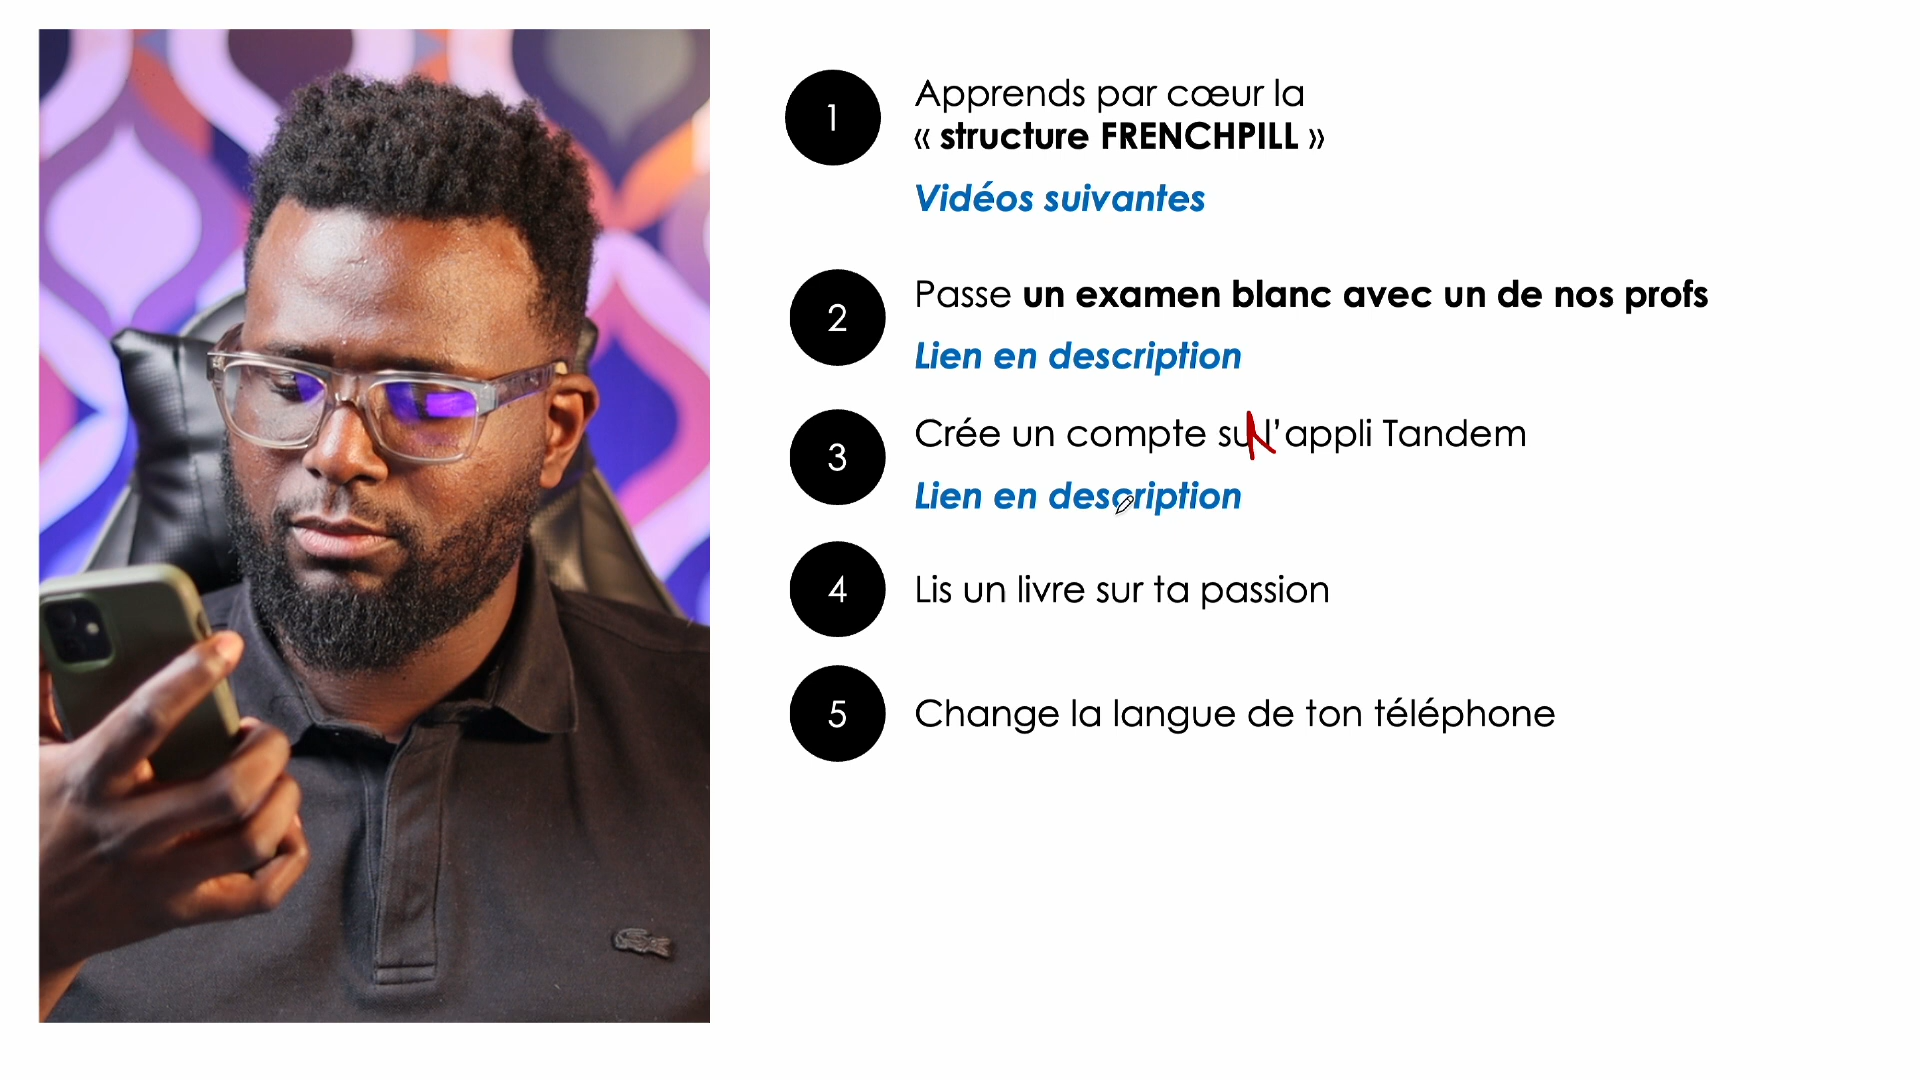 1
Apprends par cœur la
« structure FRENCHPILL »
Vidéos suivantes
2
Passe un examen blanc avec un de nos profs
Lien en description
3
Crée un compte sur l’appli Tandem
Lien en description
4
Lis un livre sur ta passion
5
Change la langue de ton téléphone